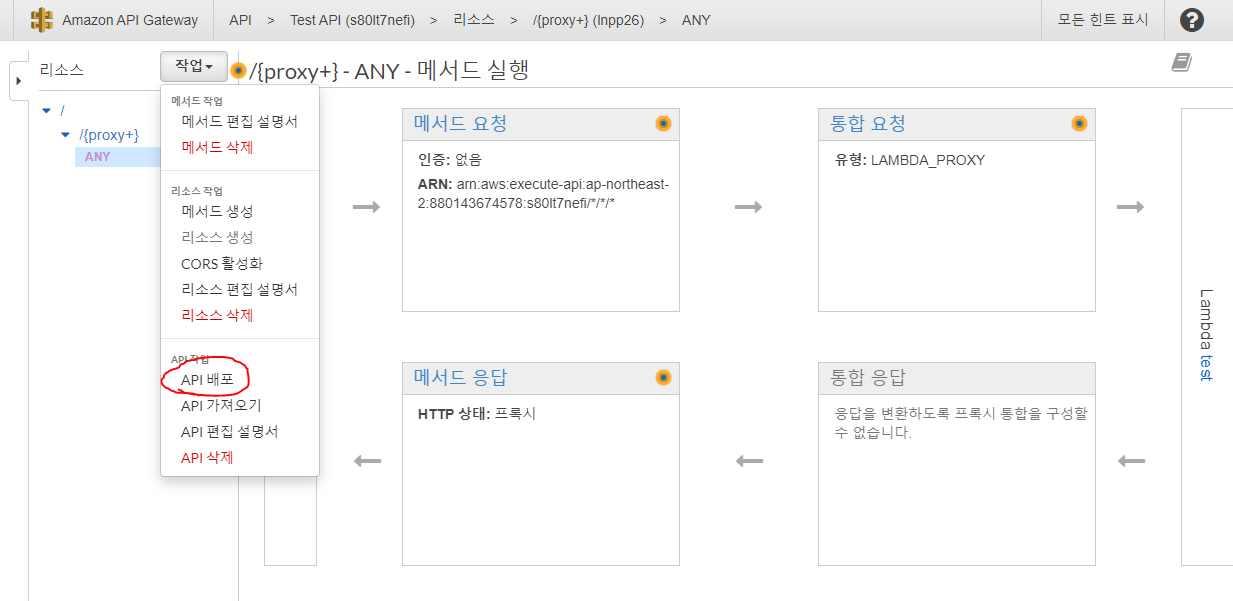 Amazon API Gateway
API > Test API (s80lt7nefi) > 리소스 > /{proxy+} (lnpp26) > ANY
모든 힌트 표시
?
리소스
작업
/{proxy+} - ANY - 메서드 실행
/
/{proxy+}
ANY
메서드 작업
메서드 편집 설명서
메서드 삭제
리소스 작업
메서드 생성
리소스 생성
CORS 활성화
리소스 편집 설명서
리소스 삭제
API 작업
API 배포
API 가져오기
API 편집 설명서
API 삭제
메서드 요청
인증: 없음
ARN: arn:aws:execute-api:ap-northeast-
2:880143674578:s80lt7nefi/*/*/*
통합 요청
유형: LAMBDA_PROXY
Lambda test
메서드 응답
HTTP 상태: 프록시
통합 응답
응답을 변환하도록 프록시 통합을 구성할
수 없습니다.